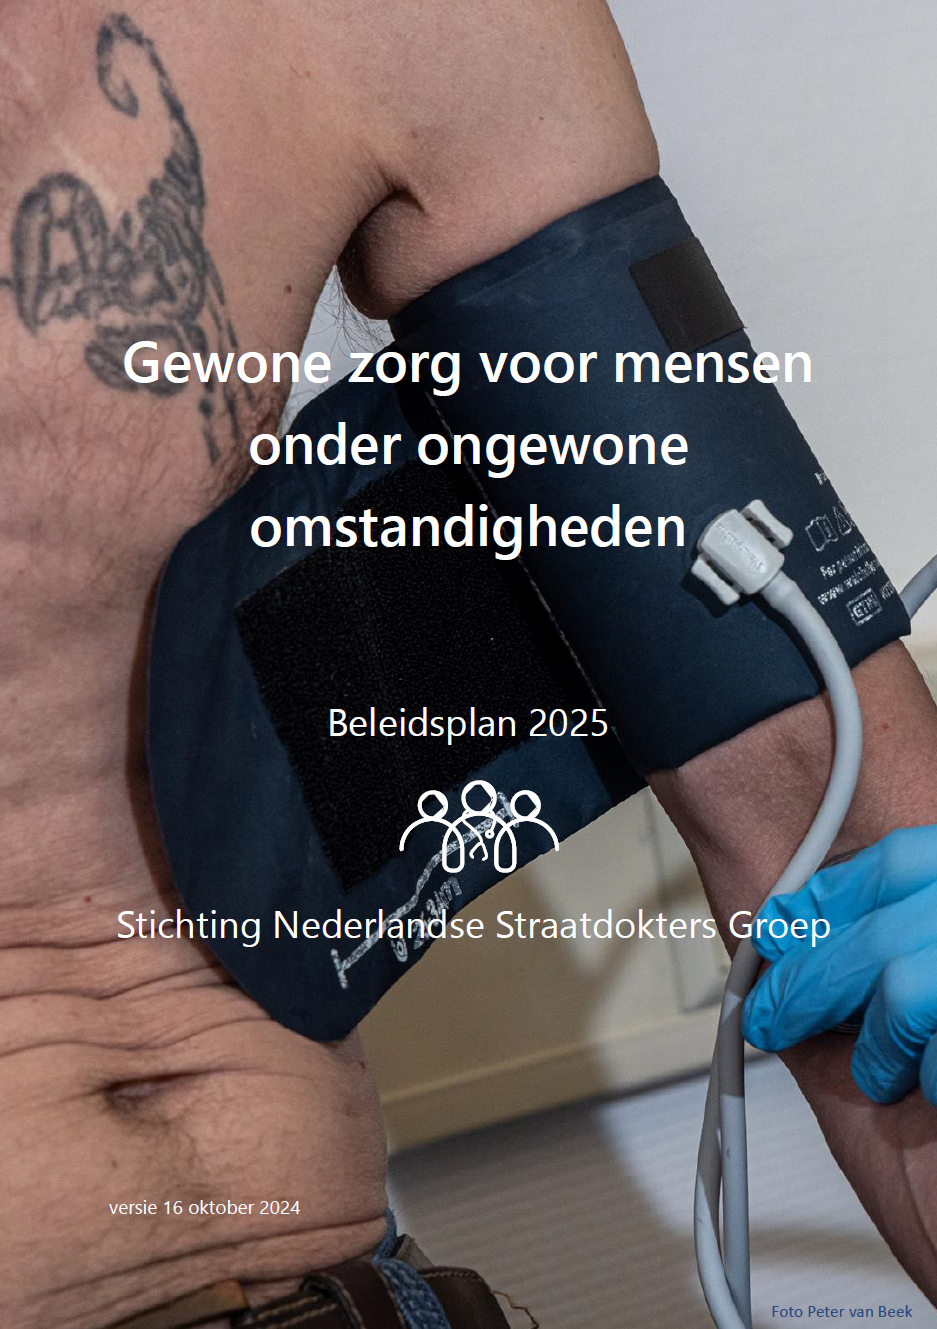 Gewone zorg voor mensen
onder ongewone
omstandigheden
Beleidsplan 2025
Stichting Nederlandse Straatdokters Groep
versie 16 oktober 2024
Foto Peter van Beek